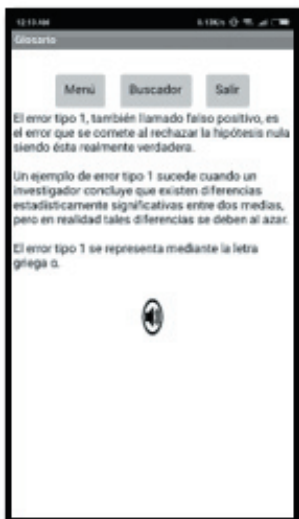 12:13 AM
Glosario
Menú Buscador Salir
El error tipo 1, también llamado falso positivo, es
el error que se comete al rechazar la hipótesis nula
siendo ésta realmente verdadera.
Un ejemplo de error tipo 1 sucede cuando un
investigador concluye que existen diferencias
estadísticamente significativas entre dos medias,
pero en realidad tales diferencias se deben al azar.
El error tipo 1 se representa mediante la letra
griega α.